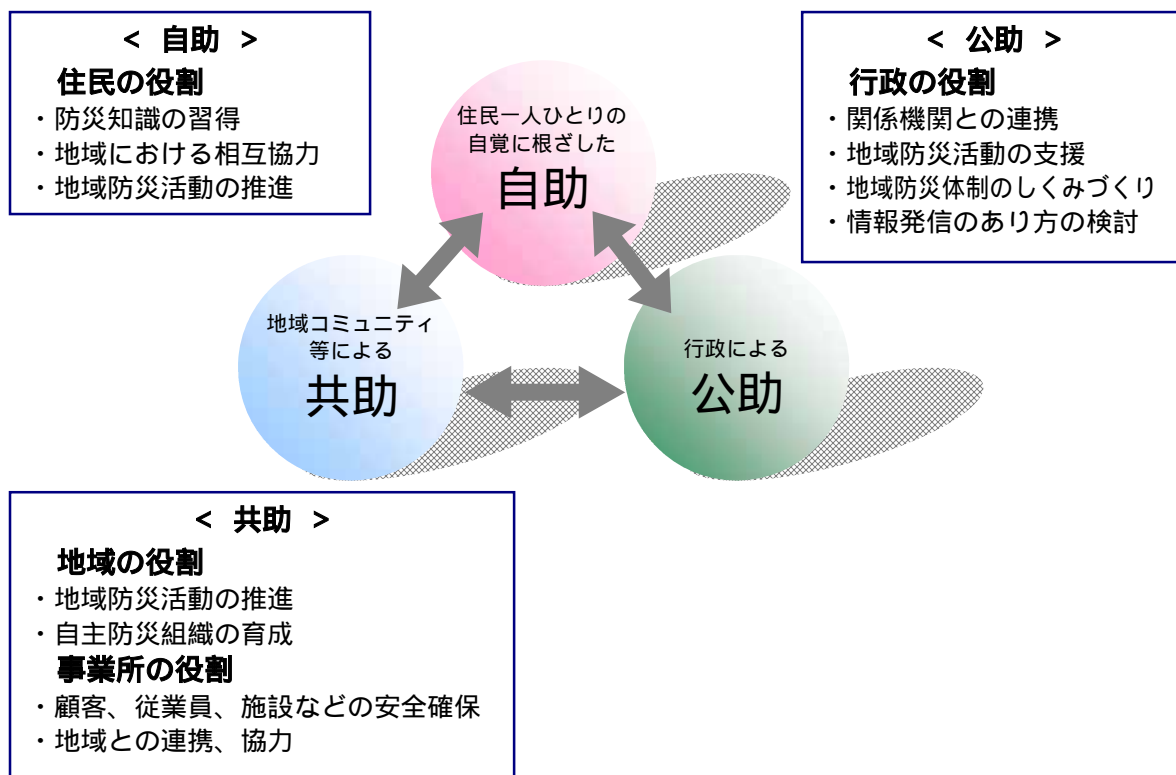 < 自助 >
住民の役割
・防災知識の習得
・地域における相互協力
・地域防災活動の推進
< 公助 >
行政の役割
・関係機関との連携
・地域防災活動の支援
・地域防災体制のしくみづくり
・情報発信のあり方の検討
住民一人ひとりの
自覚に根ざした
自助
地域コミュニティ
等による
共助
行政による
公助
< 共助 >
地域の役割
・地域防災活動の推進
・自主防災組織の育成
事業所の役割
・顧客、従業員、施設などの安全確保
・地域との連携、協力